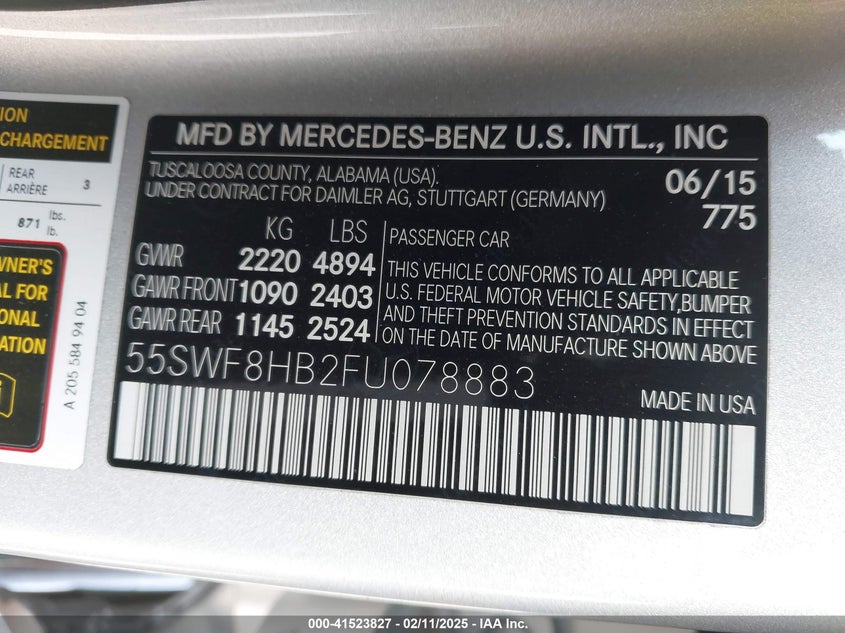 ION
CHARGEMENT
REAR
ARRIÈRE
3
871 lbs.
lb.
WNER'S
AL FOR
IONAL
ATION
A 205 584 94 04
MFD BY MERCEDES-BENZ U.S. INTL., INC
TUSCALOOSA COUNTY, ALABAMA (USA).
UNDER CONTRACT FOR DAIMLER AG, STUTTGART (GERMANY)
06/15
775
KG LBS
GVWR 2220 4894
GAWR FRONT 1090 2403
GAWR REAR 1145 2524
PASSENGER CAR
THIS VEHICLE CONFORMS TO ALL APPLICABLE
U.S. FEDERAL MOTOR VEHICLE SAFETY,BUMPER
AND THEFT PREVENTION STANDARDS IN EFFECT
ON THE DATE OF MANUFACTURE SHOWN ABOVE
55SWF8HB2FU078883
MADE IN USA
000-41523827 - 02/11/2025 - IAA Inc.